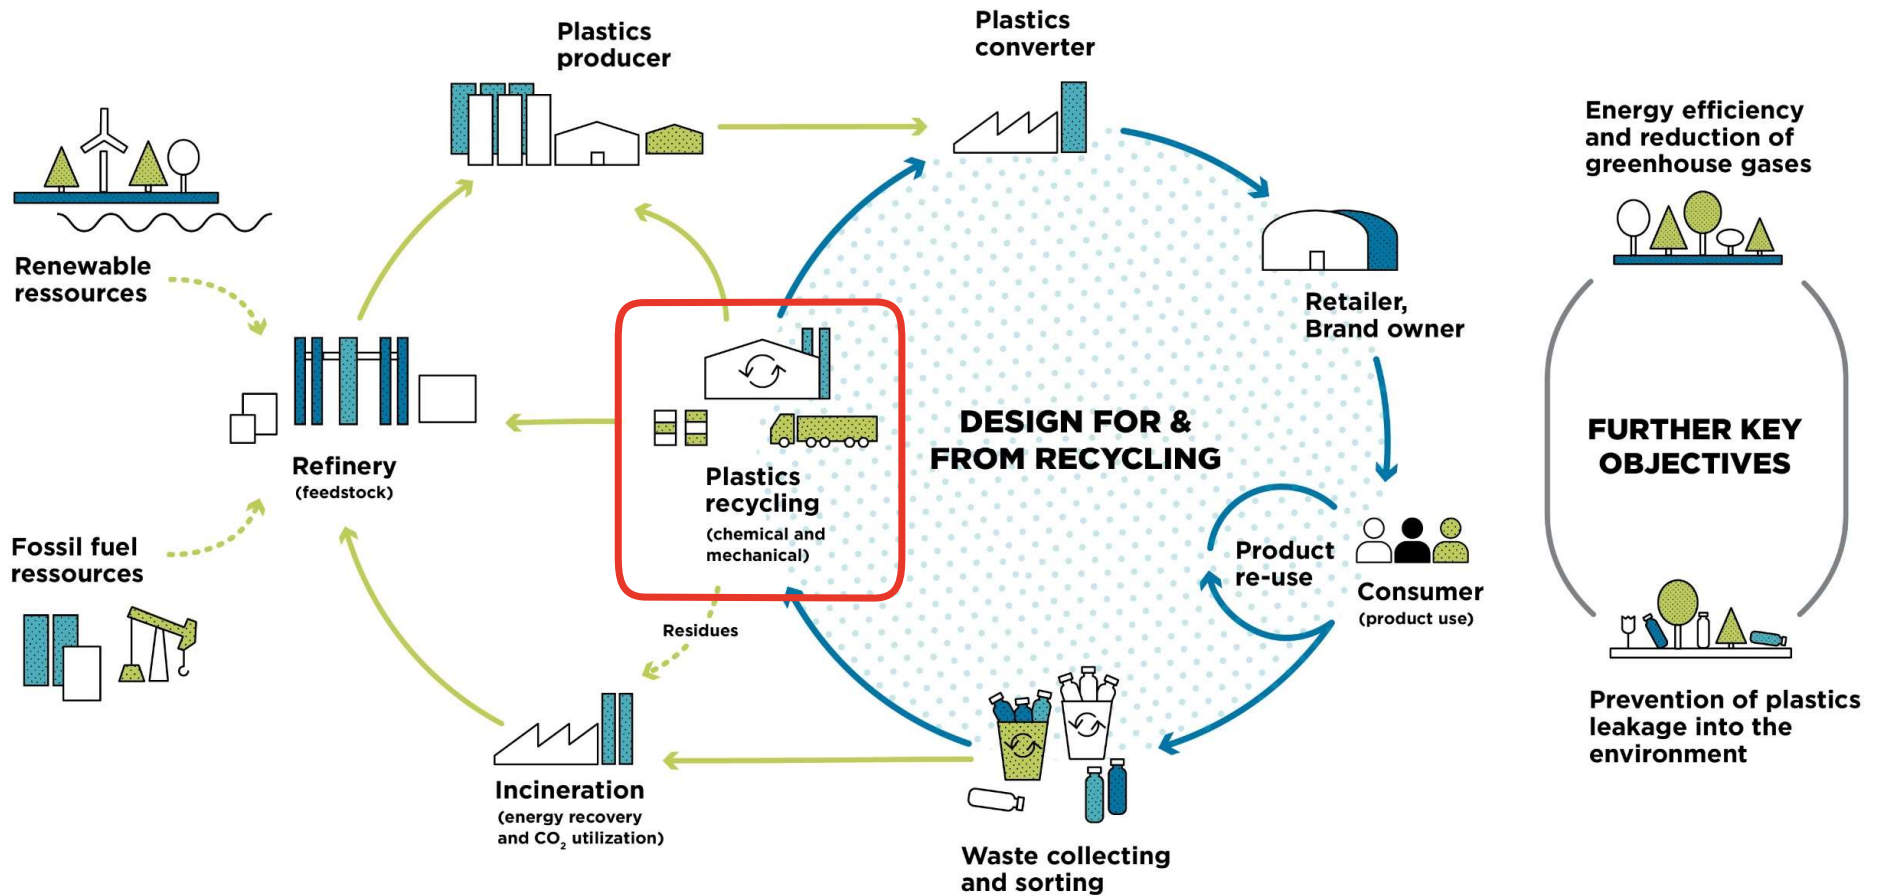 Plastics
producer
Plastics
converter
Energy efficiency
and reduction of
greenhouse gases
Renewable
ressources
Retailer,
Brand owner
DESIGN FOR &
FROM RECYCLING
FURTHER KEY
OBJECTIVES
Refinery
(feedstock)
Plastics
recycling
(chemical and
mechanical)
Fossil fuel
ressources
Product
re-use
Consumer
(product use)
Residues
Prevention of plastics
leakage into the
environment
Incineration
(energy recovery
and CO₂ utilization)
Waste collecting
and sorting